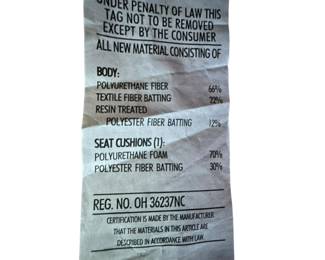 UNDER PENALTY OF LAW THIS
TAG NOT TO BE REMOVED
EXCEPT BY THE CONSUMER
ALL NEW MATERIAL CONSISTING OF
BODY:
POLYURETHANE FIBER 66%
TEXTILE FIBER BATTING 22%
RESIN TREATED
POLYESTER FIBER BATTING 12%
SEAT CUSHIONS (1):
POLYURETHANE FOAM 70%
POLYESTER FIBER BATTING 30%
REG. NO. OH 36237NC
CERTIFICATION IS MADE BY THE MANUFACTURER
THAT THE MATERIALS IN THIS ARTICLE ARE
DESCRIBED IN ACCORDANCE WITH LAW.